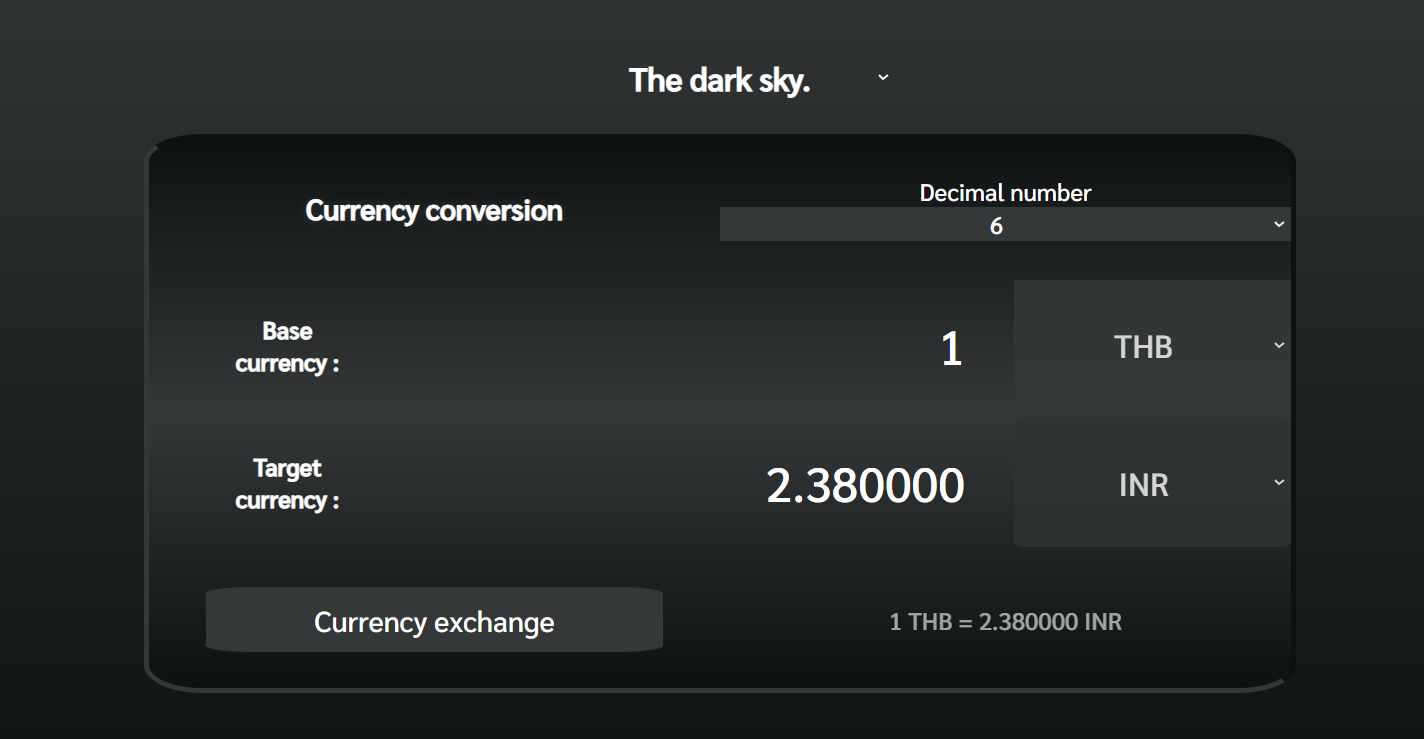 The dark sky.
Currency conversion
Decimal number
6
Base
currency :
1
THB
Target
currency :
2.380000
INR
Currency exchange
1 THB = 2.380000 INR